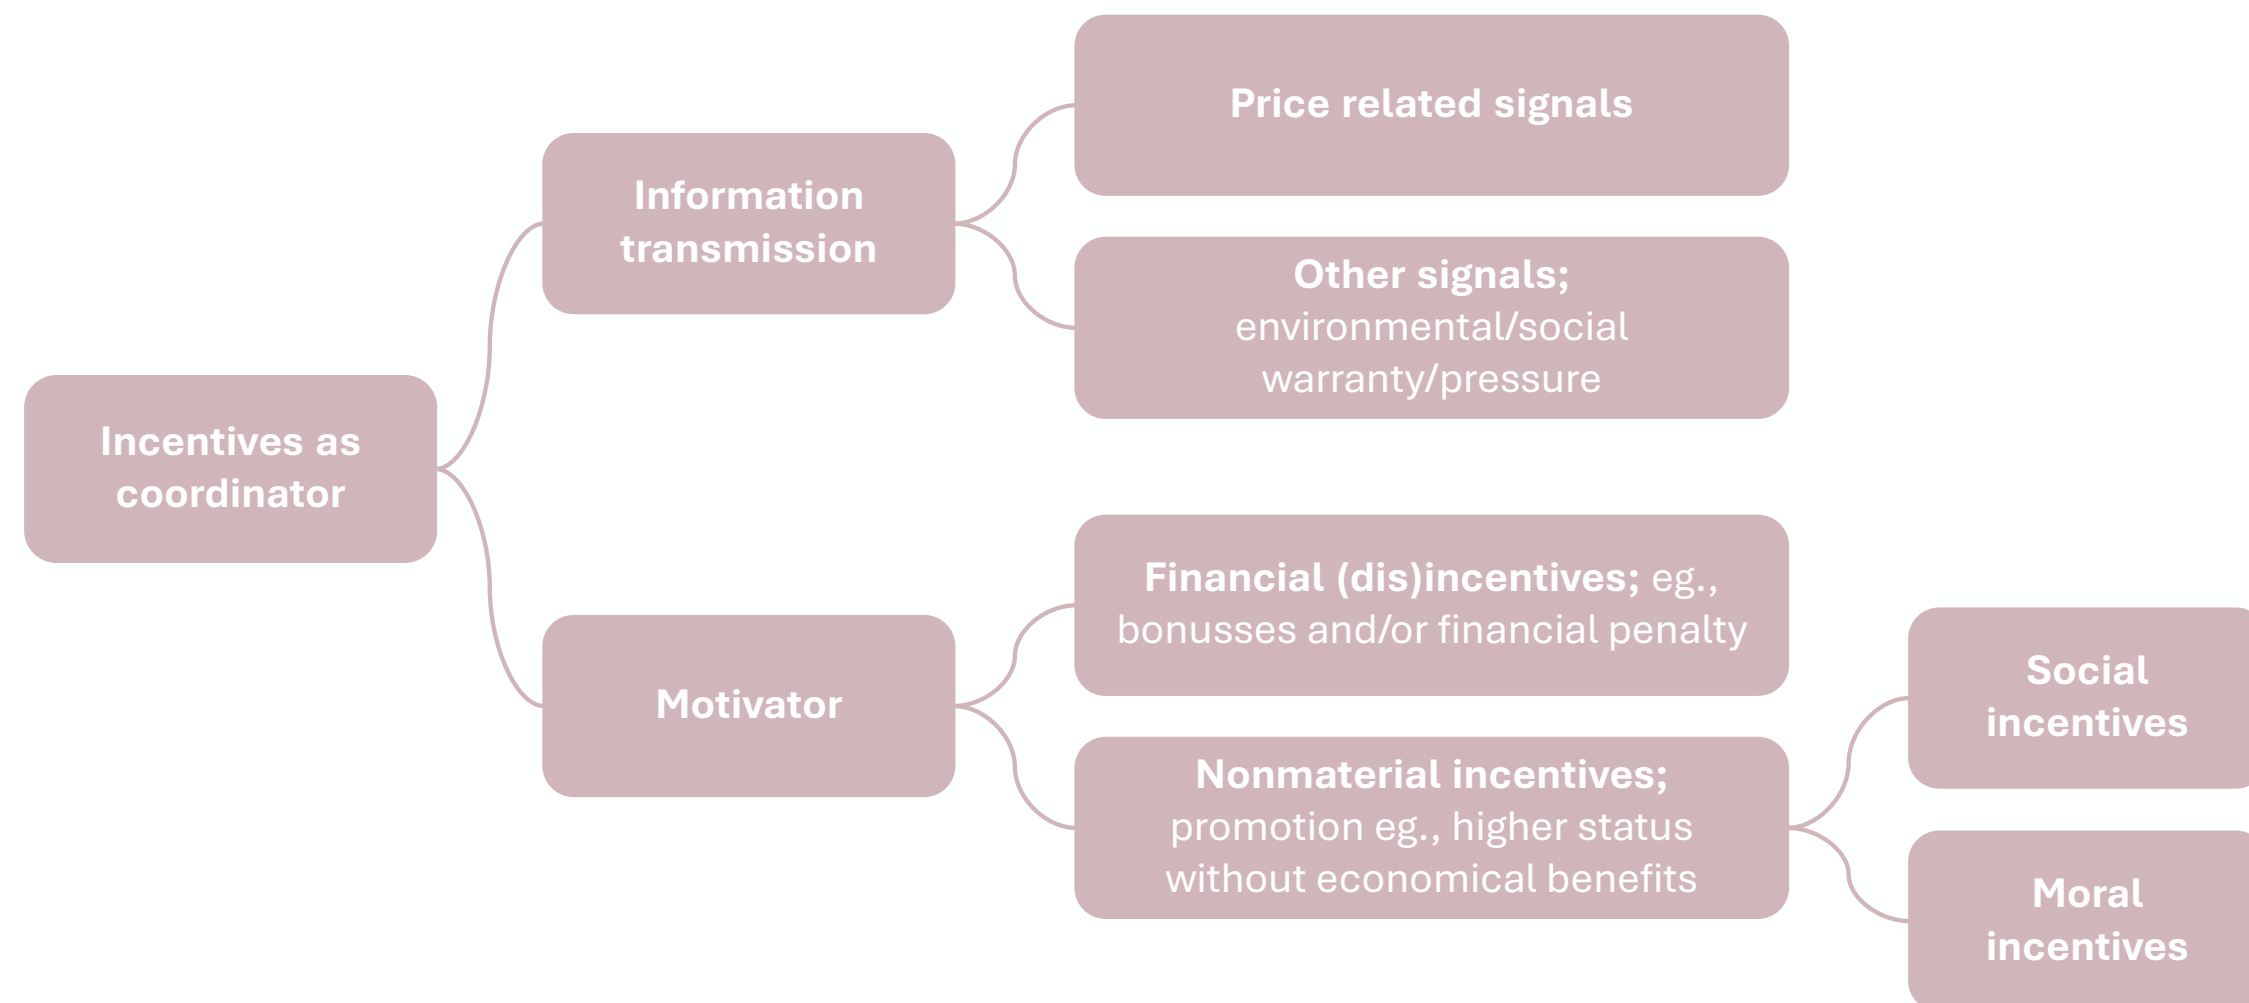 Price related signals
Information
transmission
Other signals;
environmental/social
warranty/pressure
Incentives as
coordinator
Financial (dis)incentives; eg.,
bonusses and/or financial penalty
Motivator
Nonmaterial incentives;
promotion eg., higher status
without economical benefits
Social
incentives
Moral
incentives